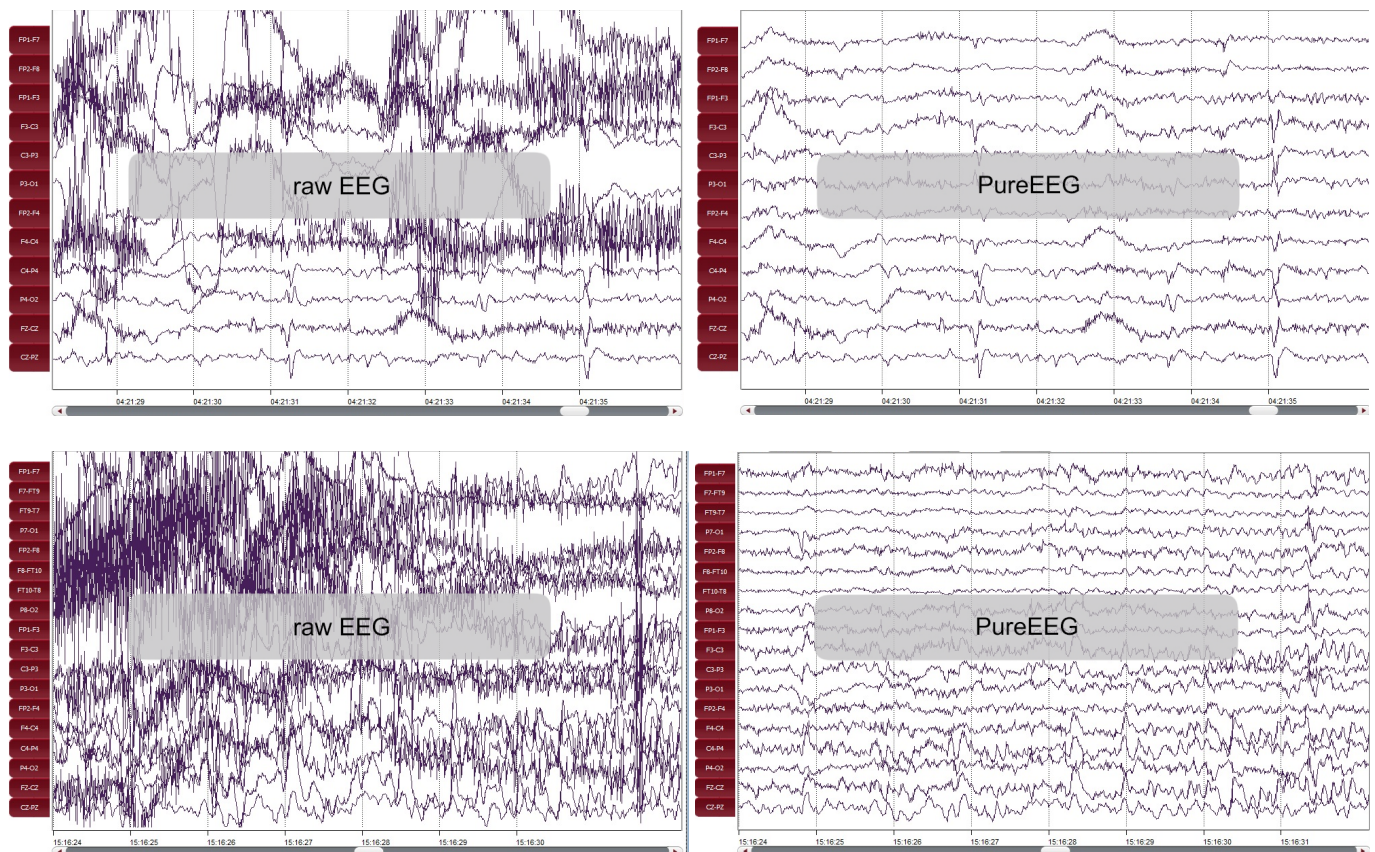 FP1-F7
FP2-F8
FP1-F3
F3-C3
C3-P3
P3-O1
FP2-F4
F4-C4
C4-P4
P4-O2
FZ-CZ
CZ-PZ
raw EEG
04:21:29 04:21:30 04:21:31 04:21:32 04:21:33 04:21:34 04:21:35
FP1-F7
FP2-F8
FP1-F3
F3-C3
C3-P3
P3-O1
FP2-F4
F4-C4
C4-P4
P4-O2
FZ-CZ
CZ-PZ
PureEEG
04:21:29 04:21:30 04:21:31 04:21:32 04:21:33 04:21:34 04:21:35
FP1-F7
F7-FT9
FT9-T7
P7-O1
FP2-F8
F8-FT10
FT10-T8
P8-O2
FP1-F3
F3-C3
C3-P3
P3-O1
FP2-F4
F4-C4
C4-P4
P4-O2
FZ-CZ
CZ-PZ
raw EEG
15:16:24 15:16:25 15:16:26 15:16:27 15:16:28 15:16:29 15:16:30
FP1-F7
F7-FT9
FT9-T7
P7-O1
FP2-F8
F8-FT10
FT10-T8
P8-O2
FP1-F3
F3-C3
C3-P3
P3-O1
FP2-F4
F4-C4
C4-P4
P4-O2
FZ-CZ
CZ-PZ
PureEEG
15:16:24 15:16:25 15:16:26 15:16:27 15:16:28 15:16:29 15:16:30 15:16:31